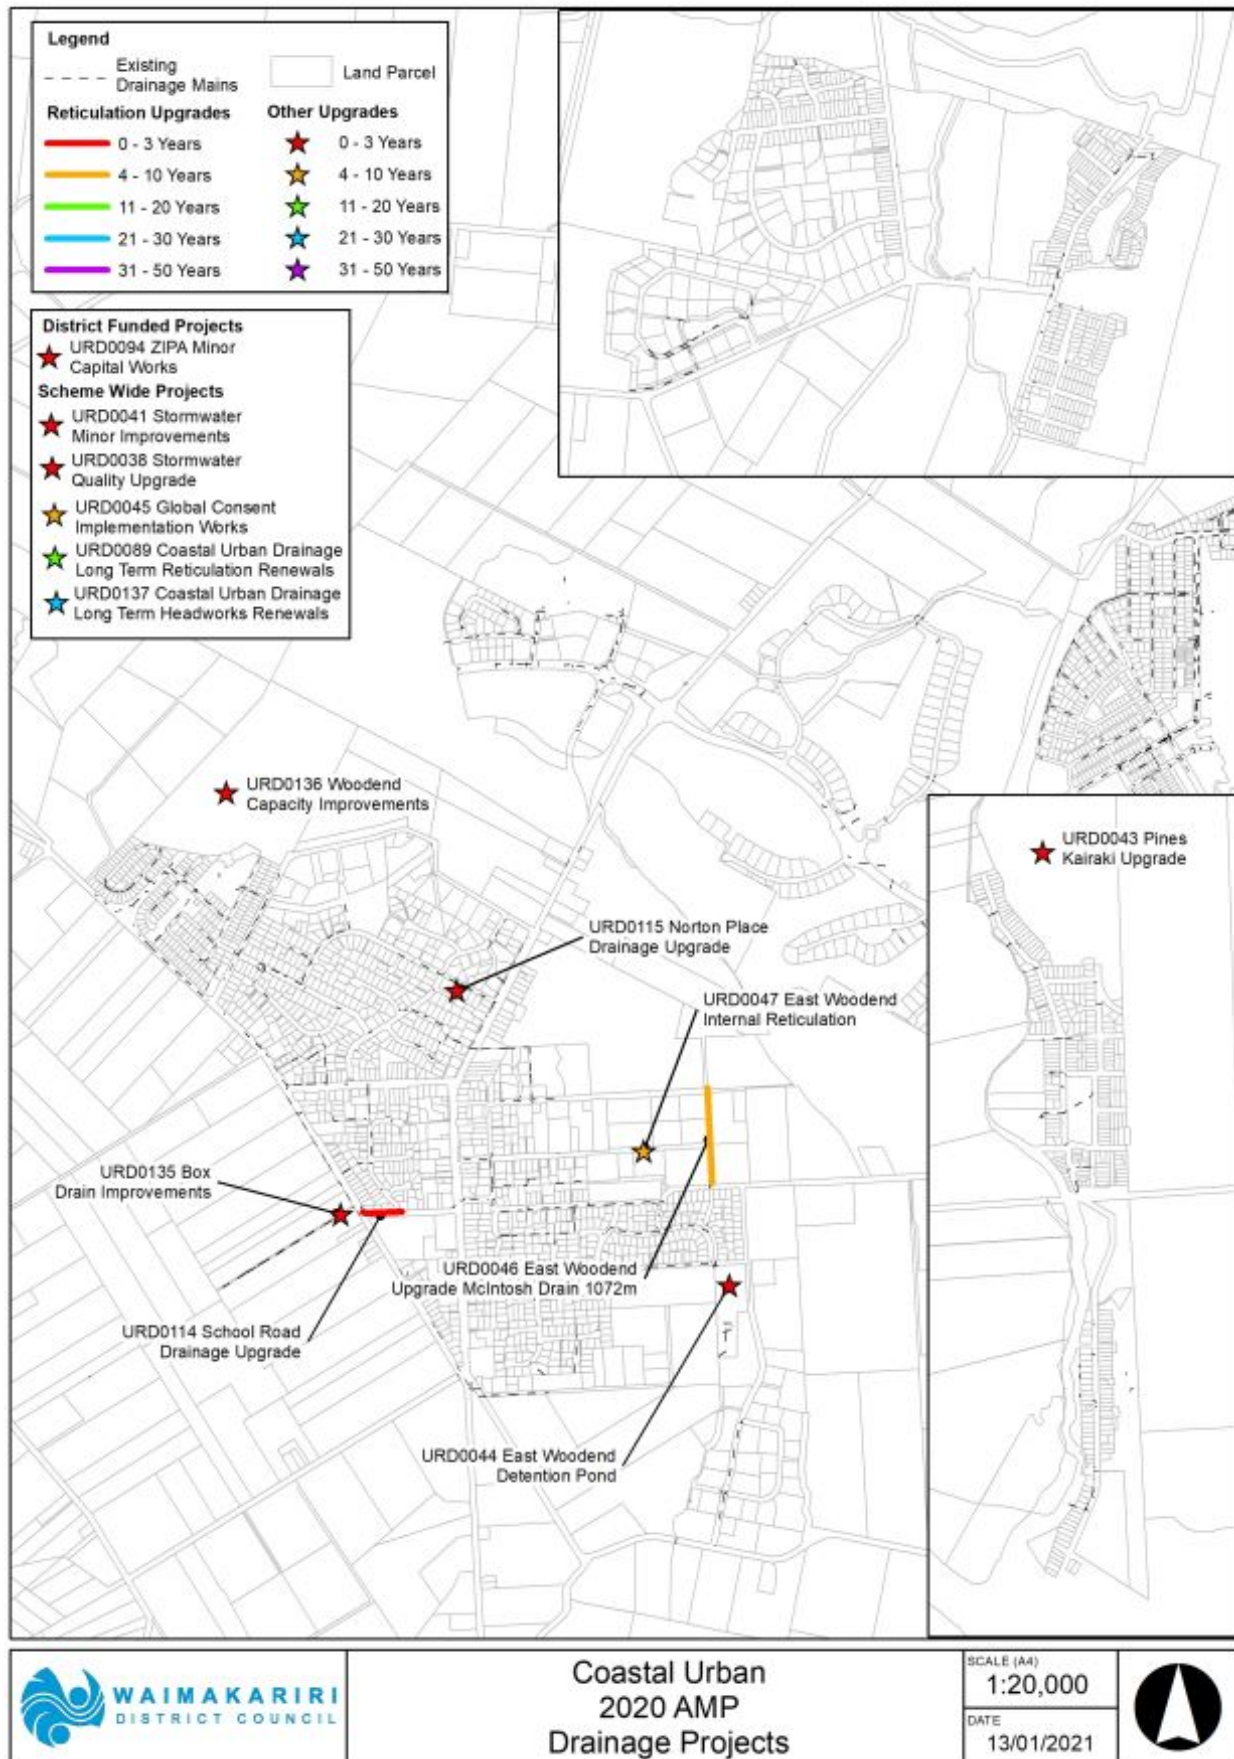 Legend
Existing
Drainage Mains
Land Parcel
Reticulation Upgrades
0 - 3 Years
4 - 10 Years
11 - 20 Years
21 - 30 Years
31 - 50 Years
Other Upgrades
0 - 3 Years
4 - 10 Years
11 - 20 Years
21 - 30 Years
31 - 50 Years
District Funded Projects
URD0094 ZIPA Minor
Capital Works
Scheme Wide Projects
URD0041 Stormwater
Minor Improvements
URD0038 Stormwater
Quality Upgrade
URD0045 Global Consent
Implementation Works
URD0089 Coastal Urban Drainage
Long Term Reticulation Renewals
URD0137 Coastal Urban Drainage
Long Term Headworks Renewals
URD0136 Woodend
Capacity Improvements
URD0043 Pines
Kairaki Upgrade
URD0115 Norton Place
Drainage Upgrade
URD0047 East Woodend
Internal Reticulation
URD0135 Box
Drain Improvements
URD0046 East Woodend
Upgrade McIntosh Drain 1072m
URD0114 School Road
Drainage Upgrade
URD0044 East Woodend
Detention Pond
WAIMAKARIRI
DISTRICT COUNCIL
Coastal Urban
2020 AMP
Drainage Projects
SCALE (A4)
1:20,000
DATE
13/01/2021